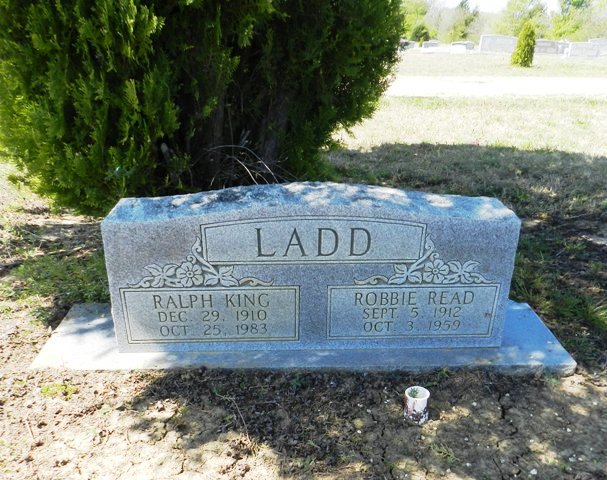 LADD
RALPH KING
DEC. 29, 1910
OCT. 25, 1983
ROBBIE READ
SEPT. 5, 1912
OCT. 3, 1959